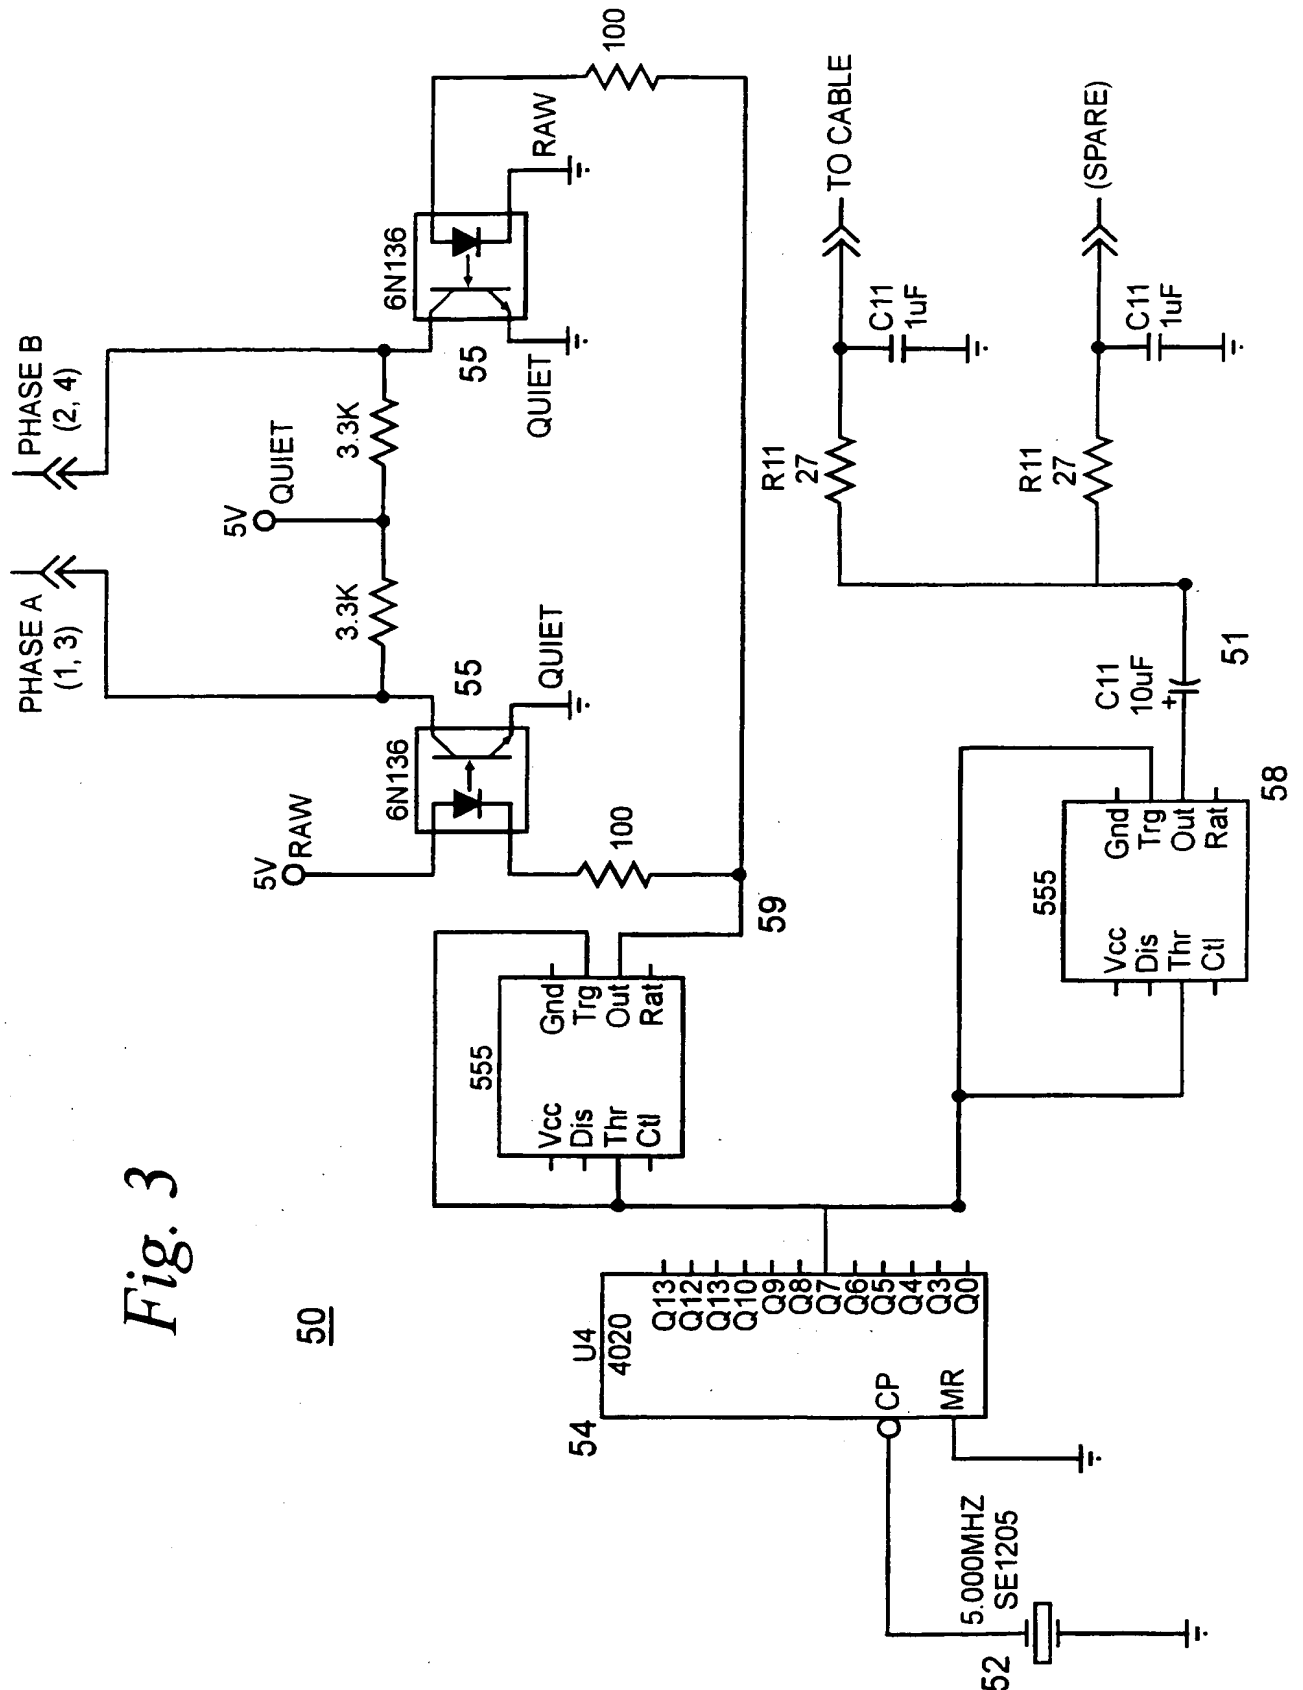 Fig. 3
50
52
5.000MHZ
SE1205
54
U4
4020
CP
MR
Q13
Q12
Q13
Q10
Q9
Q8
Q7
Q6
Q5
Q4
Q3
Q0
555
Vcc
Dis
Thr
Ctl
Gnd
Trg
Out
Rat
59
5V
RAW
6N136
100
55
QUIET
PHASE A
(1, 3)
3.3K
5V
QUIET
3.3K
PHASE B
(2, 4)
6N136
55
QUIET
RAW
100
555
Vcc
Dis
Thr
Ctl
Gnd
Trg
Out
Rat
58
C11
10uF
+
51
R11
27
C11
1uF
TO CABLE
R11
27
C11
1uF
(SPARE)